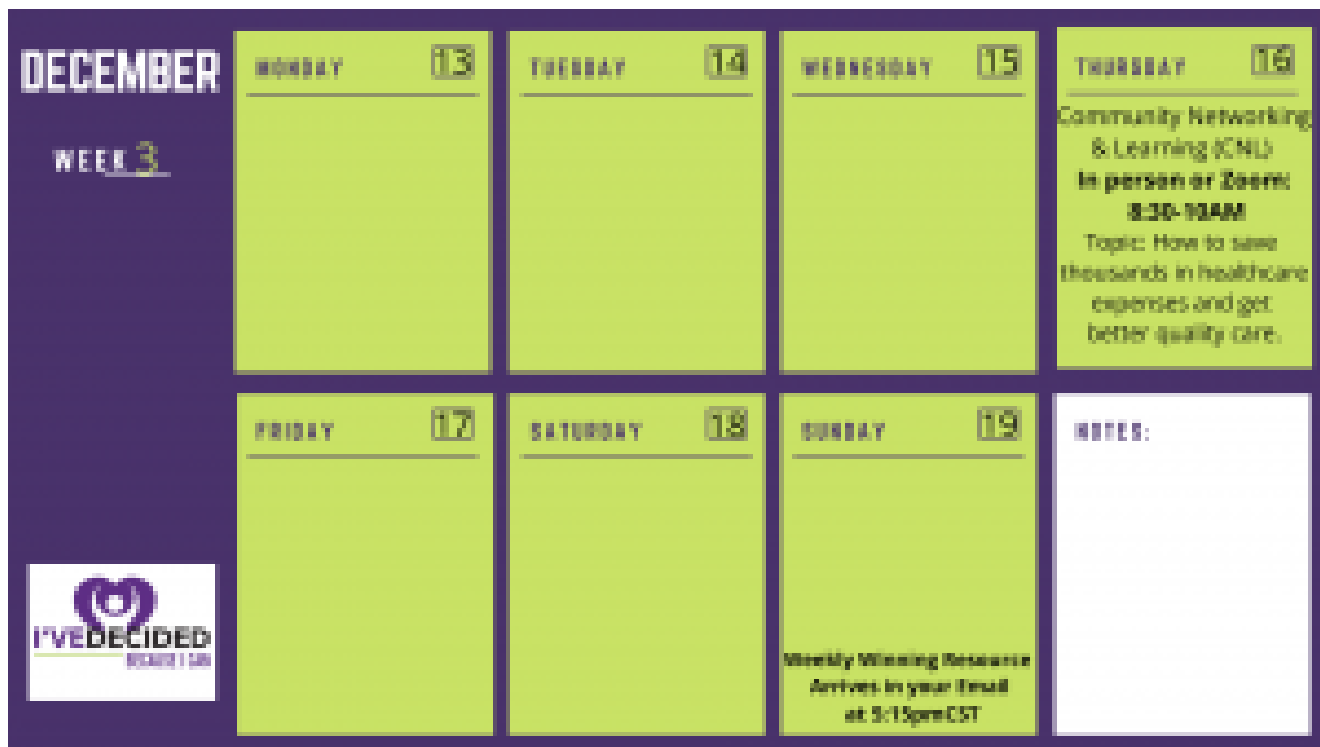 DECEMBER
WEEK 3
MONDAY 13
TUESDAY 14
WEDNESDAY 15
THURSDAY 16
Community Networking
& Learning (CNL)
In person or Zoom:
8:30-10AM
Topic: How to save
thousands in healthcare
expenses and get
better quality care.
FRIDAY 17
SATURDAY 18
SUNDAY 19
Weekly Winning Resource
Arrives in your Email
at 5:15pmCST
NOTES:
I'VEDECIDED
BECAUSE I CAN